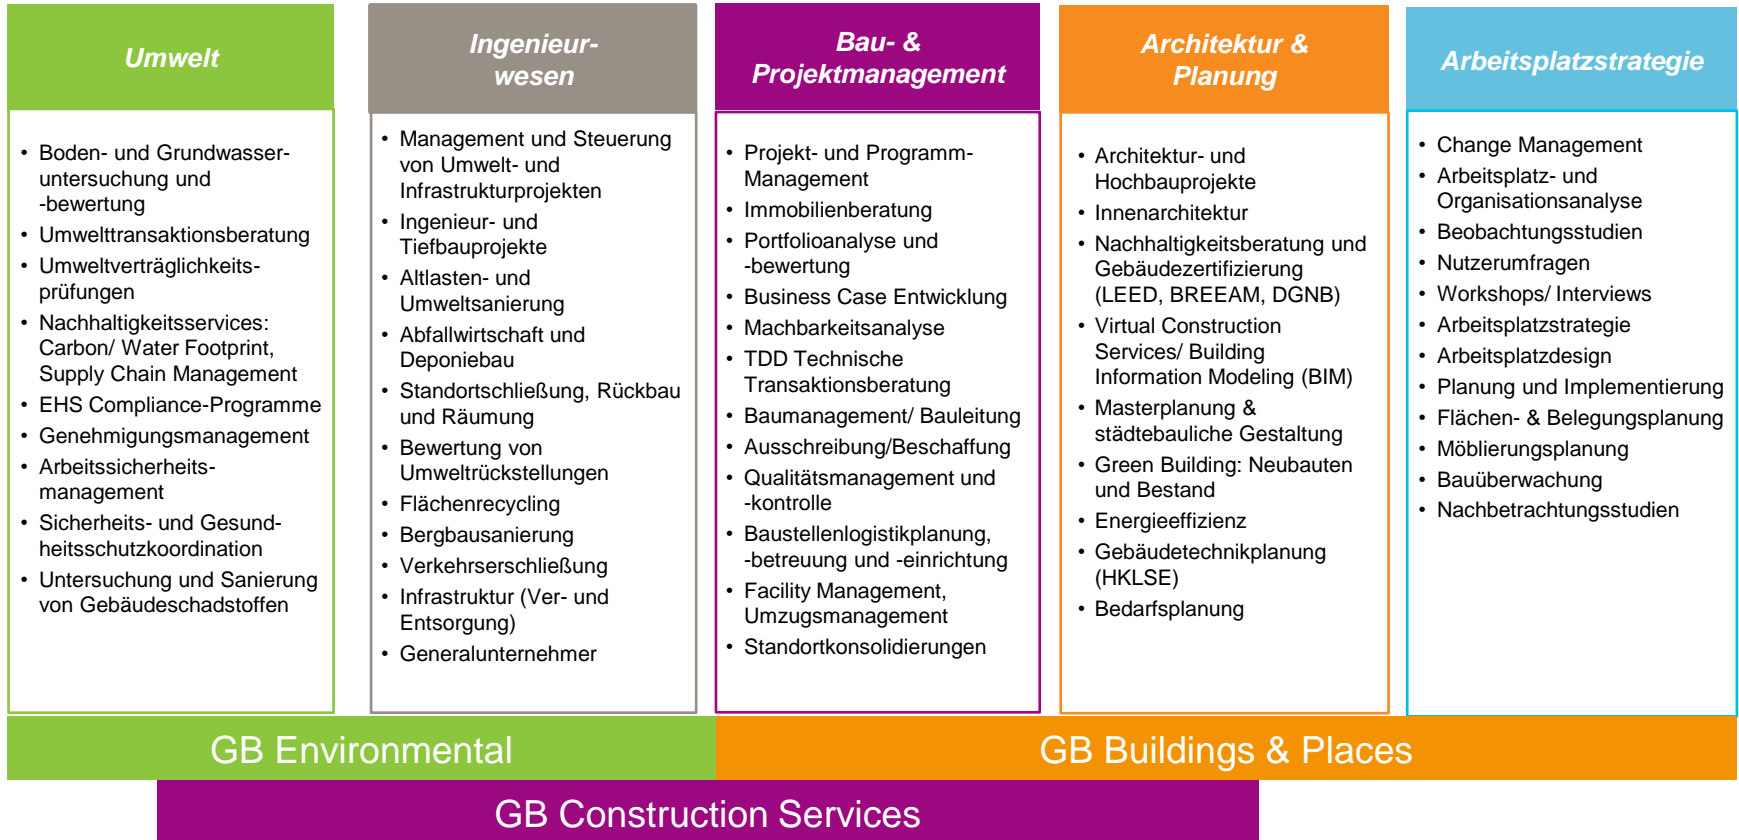 Umwelt
• Boden- und Grundwasser-
untersuchung und
-bewertung
• Umwelttransaktionsberatung
• Umweltverträglichkeits-
prüfungen
• Nachhaltigkeitsservices:
Carbon/ Water Footprint,
Supply Chain Management
• EHS Compliance-Programme
• Genehmigungsmanagement
• Arbeitssicherheits-
management
• Sicherheits- und Gesund-
heitsschutzkoordination
• Untersuchung und Sanierung
von Gebäudeschadstoffen
Ingenieur-
wesen
• Management und Steuerung
von Umwelt- und
Infrastrukturprojekten
• Ingenieur- und
Tiefbauprojekte
• Altlasten- und
Umweltsanierung
• Abfallwirtschaft und
Deponiebau
• Standortschließung, Rückbau
und Räumung
• Bewertung von
Umweltrückstellungen
• Flächenrecycling
• Bergbausanierung
• Verkehrserschließung
• Infrastruktur (Ver- und
Entsorgung)
• Generalunternehmer
Bau- &
Projektmanagement
• Projekt- und Programm-
Management
• Immobilienberatung
• Portfolioanalyse und
-bewertung
• Business Case Entwicklung
• Machbarkeitsanalyse
• TDD Technische
Transaktionsberatung
• Baumanagement/ Bauleitung
• Ausschreibung/Beschaffung
• Qualitätsmanagement und
-kontrolle
• Baustellenlogistikplanung,
-betreuung und -einrichtung
• Facility Management,
Umzugsmanagement
• Standortkonsolidierungen
Architektur &
Planung
• Architektur- und
Hochbauprojekte
• Innenarchitektur
• Nachhaltigkeitsberatung und
Gebäudezertifizierung
(LEED, BREEAM, DGNB)
• Virtual Construction
Services/ Building
Information Modeling (BIM)
• Masterplanung &
städtebauliche Gestaltung
• Green Building: Neubauten
und Bestand
• Energieeffizienz
• Gebäudetechnikplanung
(HKLSE)
• Bedarfsplanung
Arbeitsplatzstrategie
• Change Management
• Arbeitsplatz- und
Organisationsanalyse
• Beobachtungsstudien
• Nutzerumfragen
• Workshops/ Interviews
• Arbeitsplatzstrategie
• Arbeitsplatzdesign
• Planung und Implementierung
• Flächen- & Belegungsplanung
• Möblierungsplanung
• Bauüberwachung
• Nachbetrachtungsstudien
GB Environmental
GB Buildings & Places
GB Construction Services